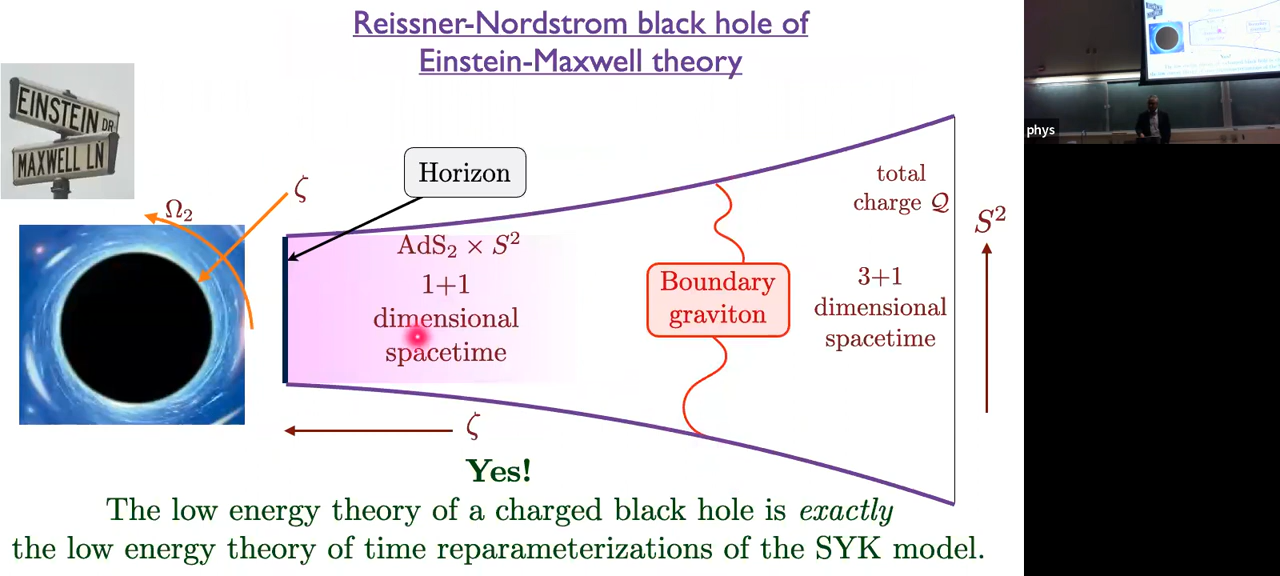 Reissner-Nordstrom black hole of
Einstein-Maxwell theory
EINSTEIN DR
MAXWELL LN
Horizon
ζ
Ω₂
AdS₂ × S²
1+1
dimensional
spacetime
Boundary
graviton
total
charge 𝒬
3+1
dimensional
spacetime
S²
ζ
Yes!
The low energy theory of a charged black hole is exactly
the low energy theory of time reparameterizations of the SYK model.
phys